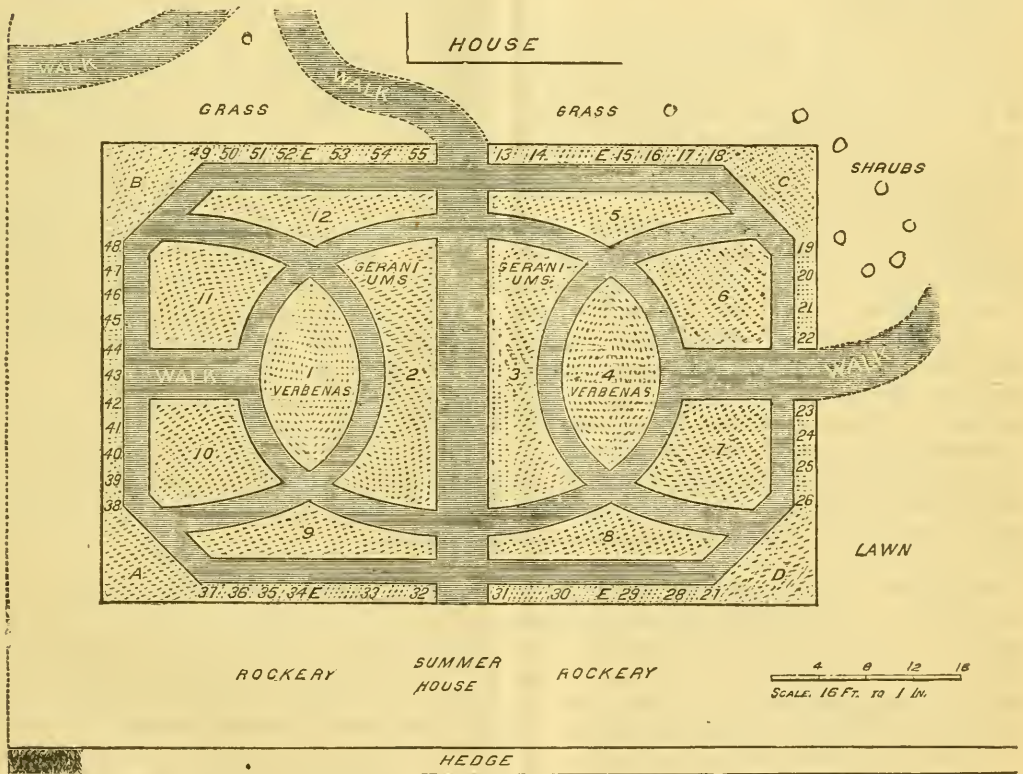 HOUSE
WALK
WALK
GRASS
GRASS
SHRUBS
49 50 51 52 E 53 54 55
13 14 E 15 16 17 18
B
C
12
5
48
47
46
45
44
43
42
41
40
39
38
19
20
21
22
23
24
25
26
GERANI-
UMS
GERANI-
UMS
11
6
1
VERBENAS
2
3
4
VERBENAS
WALK
WALK
10
7
9
8
A
D
LAWN
37 36 35 34 E 33 32
31 30 E 29 28 27
ROCKERY
SUMMER
HOUSE
ROCKERY
4 8 12 16
SCALE. 16 FT. TO 1 IN.
HEDGE